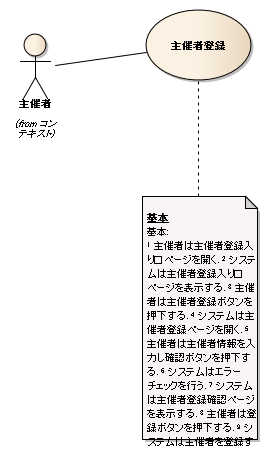 主催者登録
主催者
(from コン
テキスト)
基本
基本:
1 主催者は主催者登録入
り口 ページを開く. 2 システ
ムは主催者登録入り口
ページを表示する. 3 主催
者は主催者登録ボタンを
押下する. 4 システムは主
催者登録 ページを開く. 5
主催者は主催者情報を入
力し確認ボタンを押下す
る. 6 システムはエラー
チェックを行う. 7 システム
は主催者登録確認ページ
を表示する. 8 主催者は登
録ボタンを押下する. 9 シ
ステムは主催者を登録す